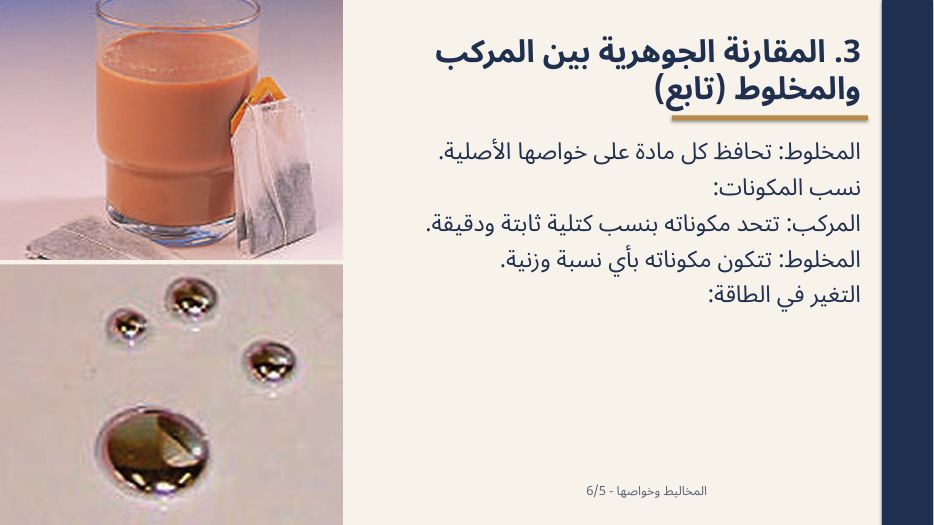 3. المقارنة الجوهرية بين المركب
والمخلوط (تابع)
المخلوط: تحافظ كل مادة على خواصها الأصلية.
نسب المكونات:
المركب: تتحد مكوناته بنسب كتلية ثابتة ودقيقة.
المخلوط: تتكون مكوناته بأي نسبة وزنية.
التغير في الطاقة:
المخاليط وخواصها - 6/5